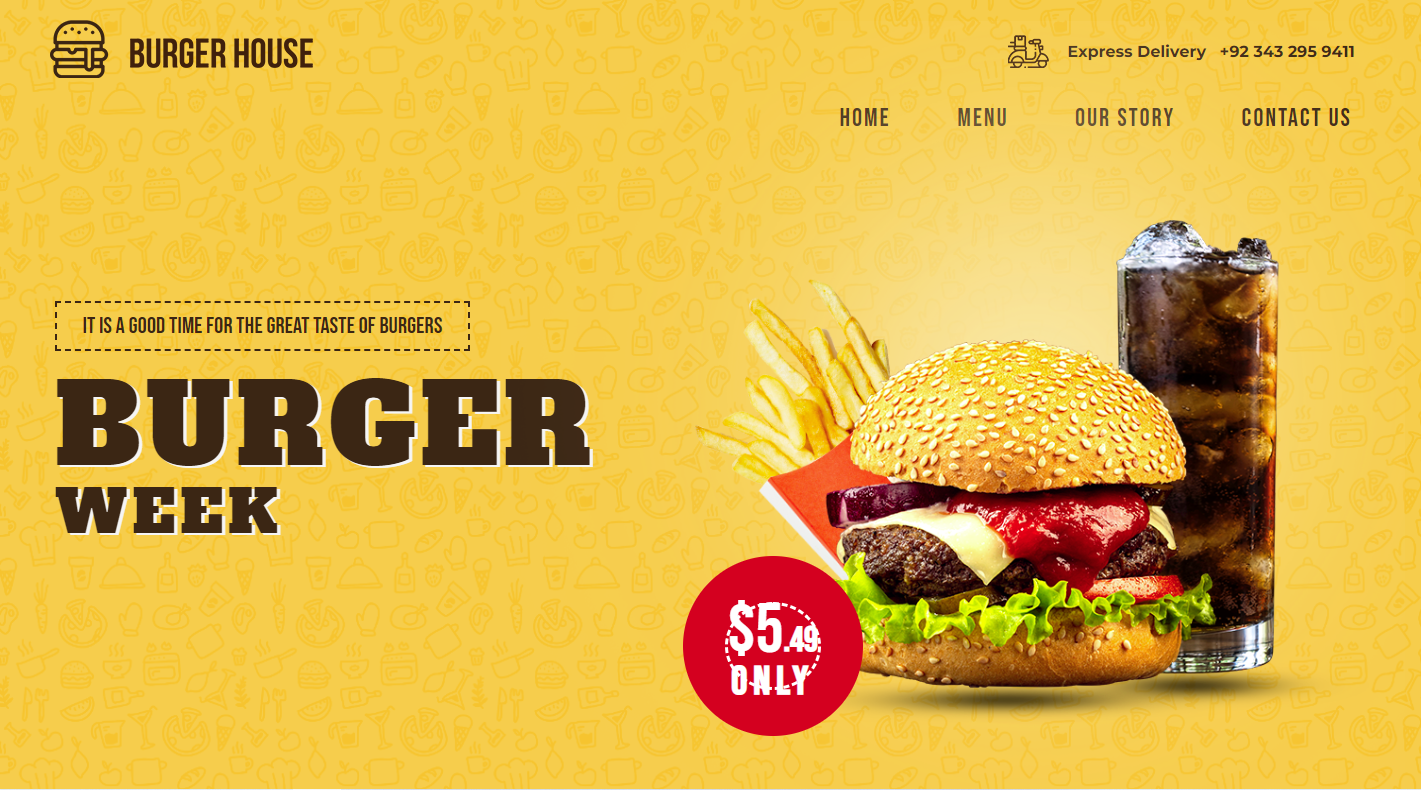 BURGER HOUSE
Express Delivery +92 343 295 9411
HOME MENU OUR STORY CONTACT US
IT IS A GOOD TIME FOR THE GREAT TASTE OF BURGERS
BURGER
WEEK
$5.49
ONLY